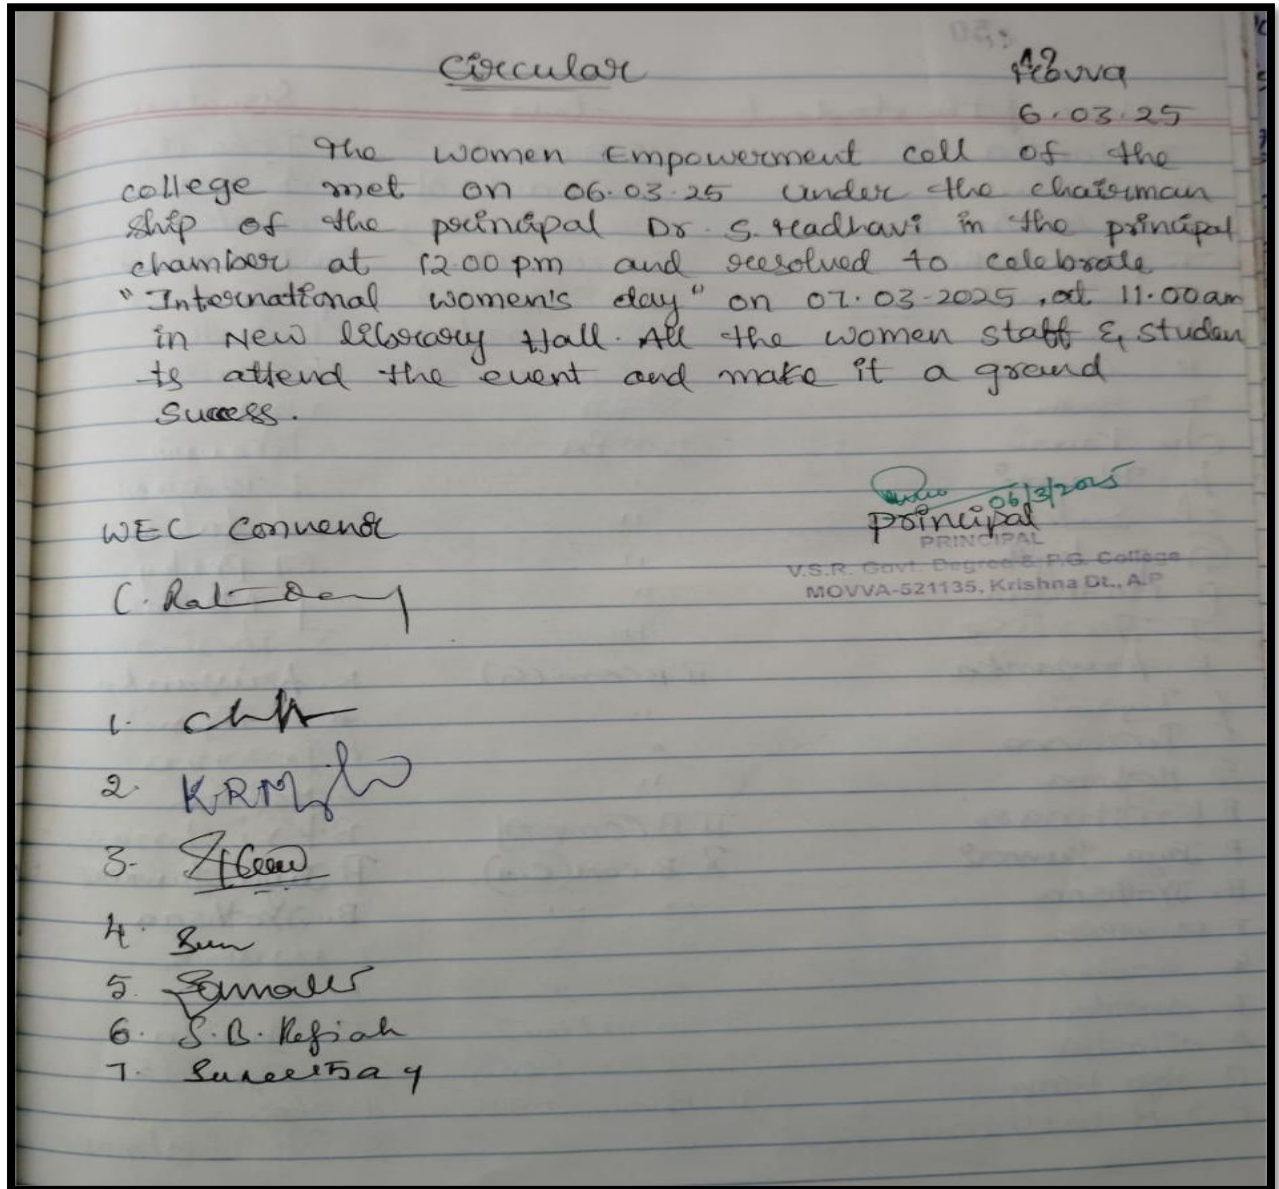 Circular
Movva
6.03.25
The Women Empowerment cell of the
college met on 06.03.25 under the chairman
ship of the principal Dr. S. Madhavi in the principal
chamber at 12.00 pm and resolved to celebrate
"International women's day" on 07.03.2025, at 11.00am
in New library Hall. All the women staff & studen
ts attend the event and make it a grand
Success.
06/3/2025
WEC Convenor
principal
PRINCIPAL
V.S.R. Govt. Degree & P.G. College
MOVVA-521135, Krishna Dt., A.P
C.
1.
2. KRM
3.
4.
5.
6. S.B.
7.